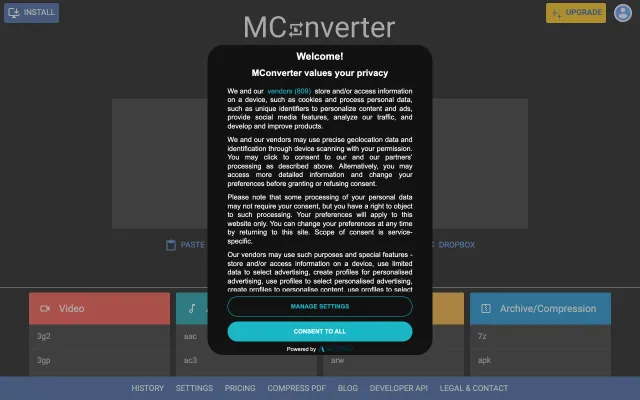 INSTALL
UPGRADE
MConverter
Welcome!
MConverter values your privacy
We and our vendors (809) store and/or access information
on a device, such as cookies and process personal data,
such as unique identifiers to personalize content and ads,
provide social media features, analyze our traffic, and
develop and improve products.
We and our vendors may use precise geolocation data and
identification through device scanning with your permission.
You may click to consent to our and our partners'
processing as described above. Alternatively, you may
access more detailed information and change your
preferences before granting or refusing consent.
Please note that some processing of your personal data
may not require your consent, but you have a right to object
to such processing. Your preferences will apply to this
website only. You can change your preferences at any time
by returning to this site. Scope of consent is service-
specific.
Our vendors may use such purposes and special features -
store and/or access information on a device, use limited
data to select advertising, create profiles for personalised
advertising, use profiles to select personalised advertising,
create profiles to personalise content, use profiles to select
PASTE
DROPBOX
MANAGE SETTINGS
CONSENT TO ALL
Powered by
Video
Archive/Compression
3g2
aac
7z
3gp
ac3
arw
apk
HISTORY SETTINGS PRICING COMPRESS PDF BLOG DEVELOPER API LEGAL & CONTACT